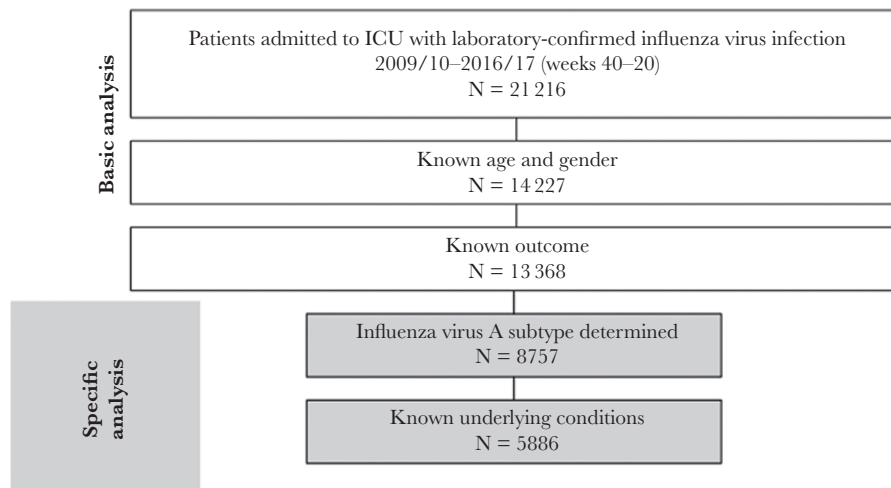 Basic analysis
Patients admitted to ICU with laboratory-confirmed influenza virus infection
2009/10–2016/17 (weeks 40–20)
N = 21 216
Known age and gender
N = 14 227
Known outcome
N = 13 368
Specific
analysis
Influenza virus A subtype determined
N = 8757
Known underlying conditions
N = 5886